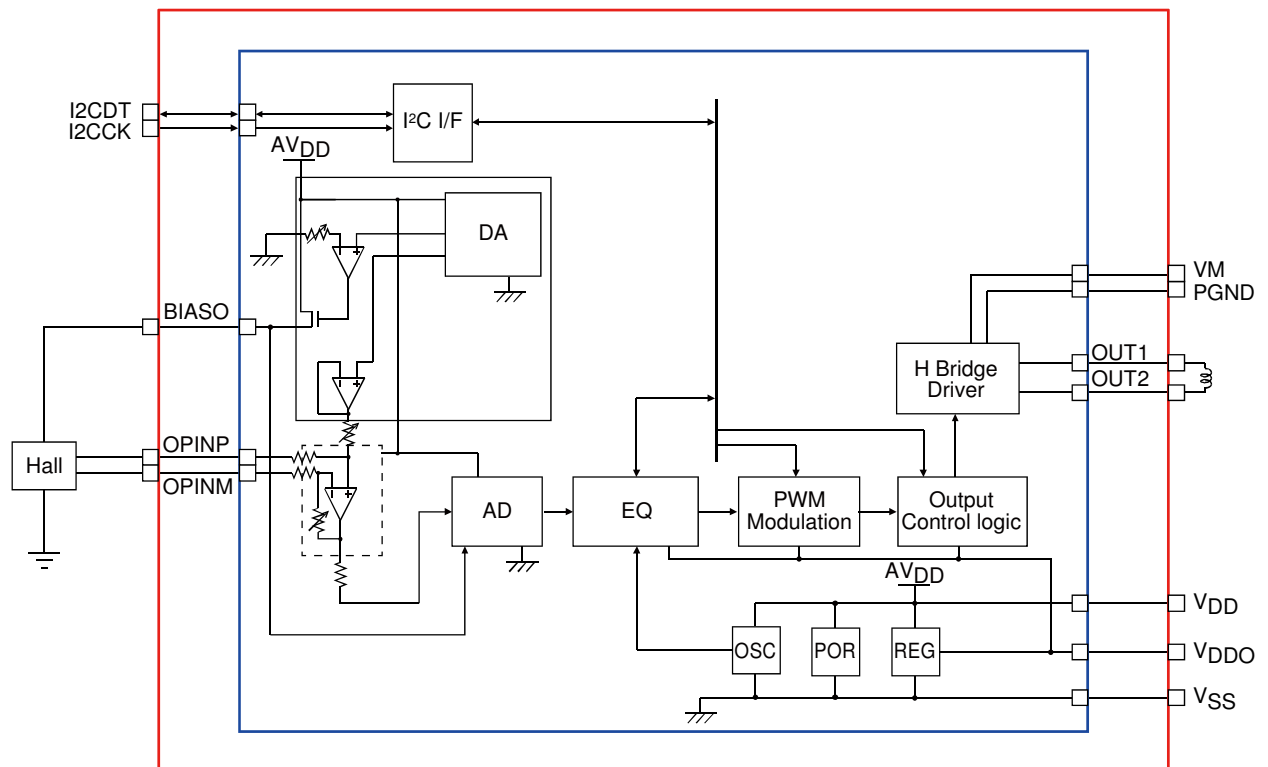 I2CDT
I2CCK
I²C I/F
AVDD
DA
BIASO
VM
PGND
H Bridge
Driver
OUT1
OUT2
Hall
OPINP
OPINM
AD
EQ
PWM
Modulation
Output
Control logic
AVDD
OSC
POR
REG
VDD
VDDO
VSS